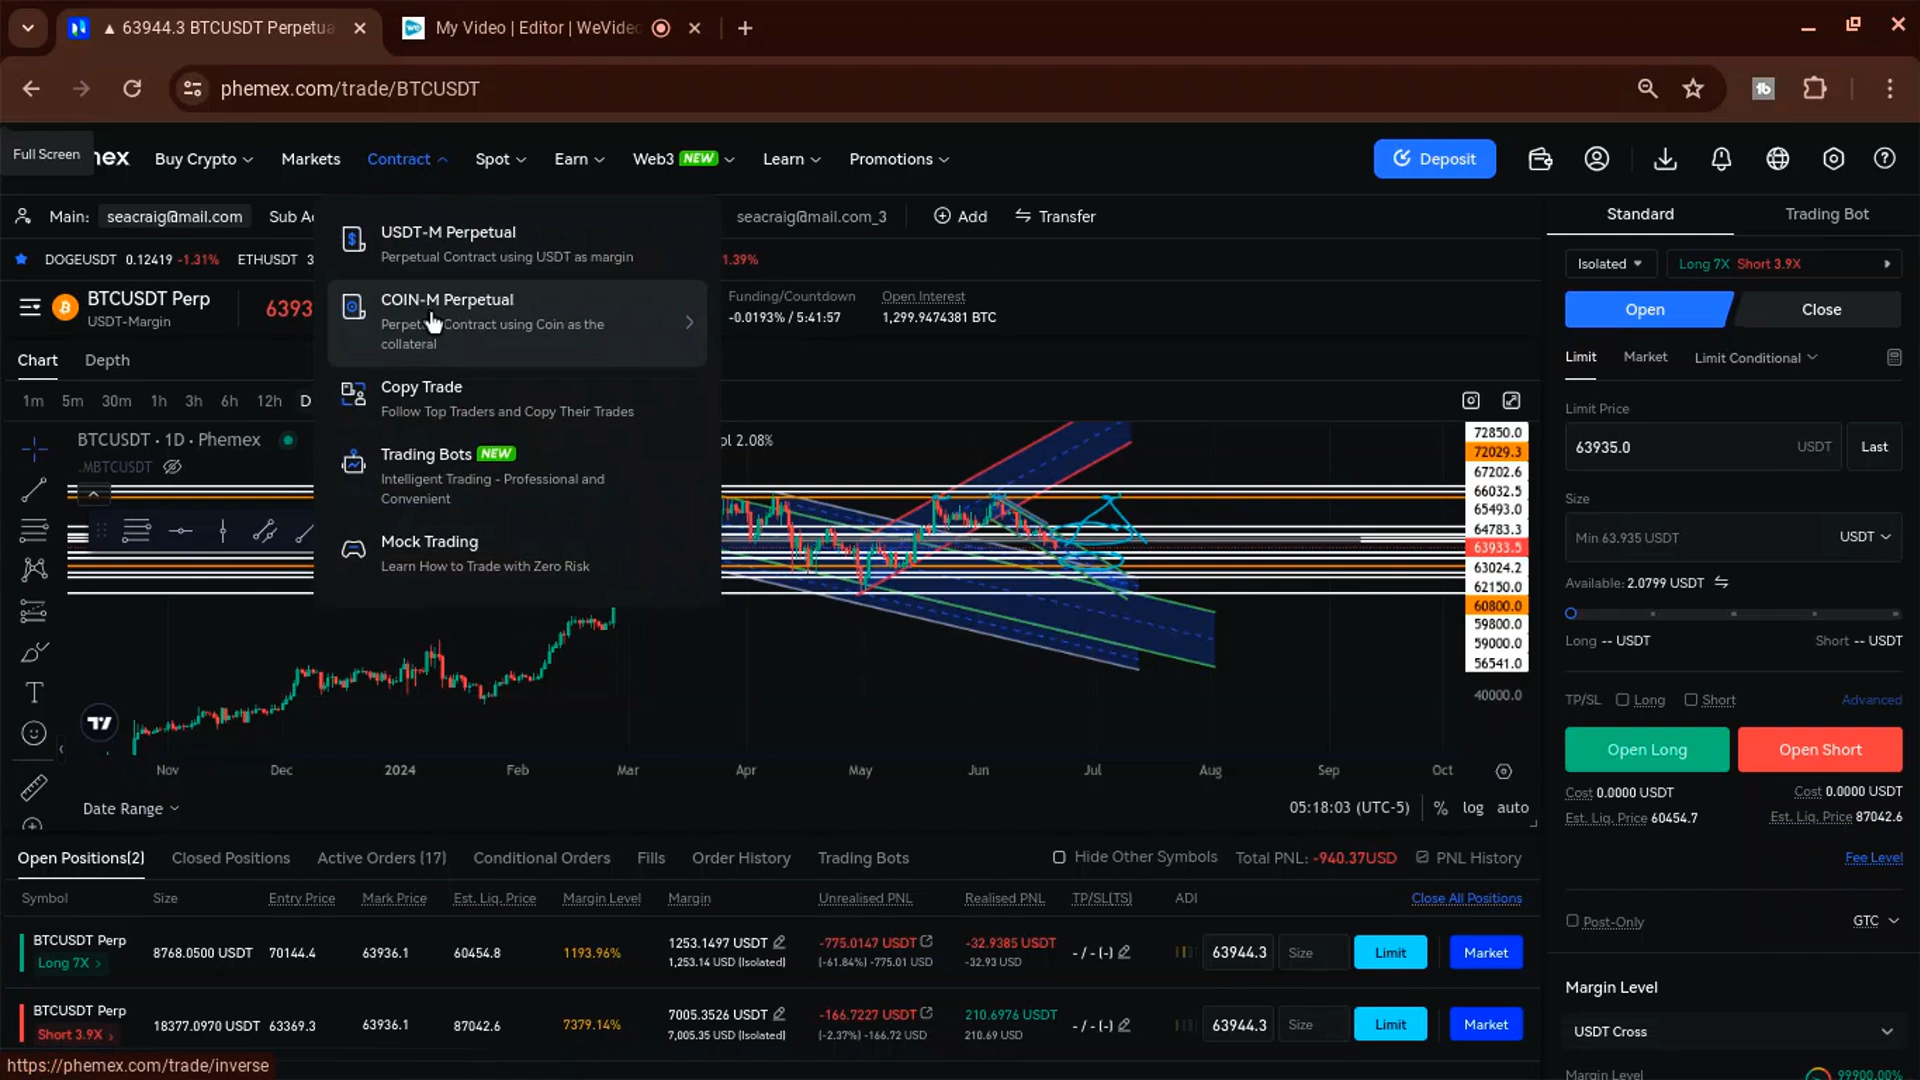 ▲ 63944.3 BTCUSDT Perpetua
My Video | Editor | WeVide
phemex.com/trade/BTCUSDT
Full Screen
mex
Buy Crypto
Markets
Contract
Spot
Earn
Web3 NEW
Learn
Promotions
Deposit
Main: seacraig@mail.com Sub A
seacraig@mail.com_3
Add
Transfer
DOGEUSDT 0.12419 -1.31% ETHUSDT 3
1.39%
BTCUSDT Perp
USDT-Margin
6393
Funding/Countdown
-0.0193% / 5:41:57
Open Interest
1,299.9474381 BTC
USDT-M Perpetual
Perpetual Contract using USDT as margin
COIN-M Perpetual
Perpet Contract using Coin as the
collateral
Copy Trade
Follow Top Traders and Copy Their Trades
Trading Bots NEW
Intelligent Trading - Professional and
Convenient
Mock Trading
Learn How to Trade with Zero Risk
Chart
Depth
1m 5m 30m 1h 3h 6h 12h D
BTCUSDT · 1D · Phemex
ol 2.08%
.MBTCUSDT
72850.0
72029.3
67202.6
66032.5
65493.0
64783.3
63933.5
63024.2
62150.0
60800.0
59800.0
59000.0
56541.0
40000.0
Nov Dec 2024 Feb Mar Apr May Jun Jul Aug Sep Oct
Date Range
05:18:03 (UTC-5) % log auto
Standard
Trading Bot
Isolated
Long 7X Short 3.9X
Open
Close
Limit
Market
Limit Conditional
Limit Price
63935.0 USDT Last
Size
Min 63.935 USDT USDT
Available: 2.0799 USDT
Long -- USDT Short -- USDT
TP/SL Long Short Advanced
Open Long
Open Short
Cost 0.0000 USDT Cost 0.0000 USDT
Est. Liq. Price 60454.7 Est. Liq. Price 87042.6
Fee Level
Post-Only GTC
Margin Level
USDT Cross
Margin Level 99900.00%
Open Positions(2)
Closed Positions
Active Orders (17)
Conditional Orders
Fills
Order History
Trading Bots
Hide Other Symbols
Total PNL: -940.37USD
PNL History
Symbol Size Entry Price Mark Price Est. Liq. Price Margin Level Margin Unrealised PNL Realised PNL TP/SL(TS) ADI Close All Positions
BTCUSDT Perp
Long 7X >
8768.0500 USDT 70144.4 63936.1 60454.8 1193.96%
1253.1497 USDT
1,253.14 USD (Isolated)
-775.0147 USDT
(-61.84%) -775.01 USD
-32.9385 USDT
-32.93 USD
- / - (-)
63944.3 Size Limit Market
BTCUSDT Perp
Short 3.9X >
18377.0970 USDT 63369.3 63936.1 87042.6 7379.14%
7005.3526 USDT
7,005.35 USD (Isolated)
-166.7227 USDT
(-2.37%) -166.72 USD
210.6976 USDT
210.69 USD
- / - (-)
63944.3 Size Limit Market
https://phemex.com/trade/inverse